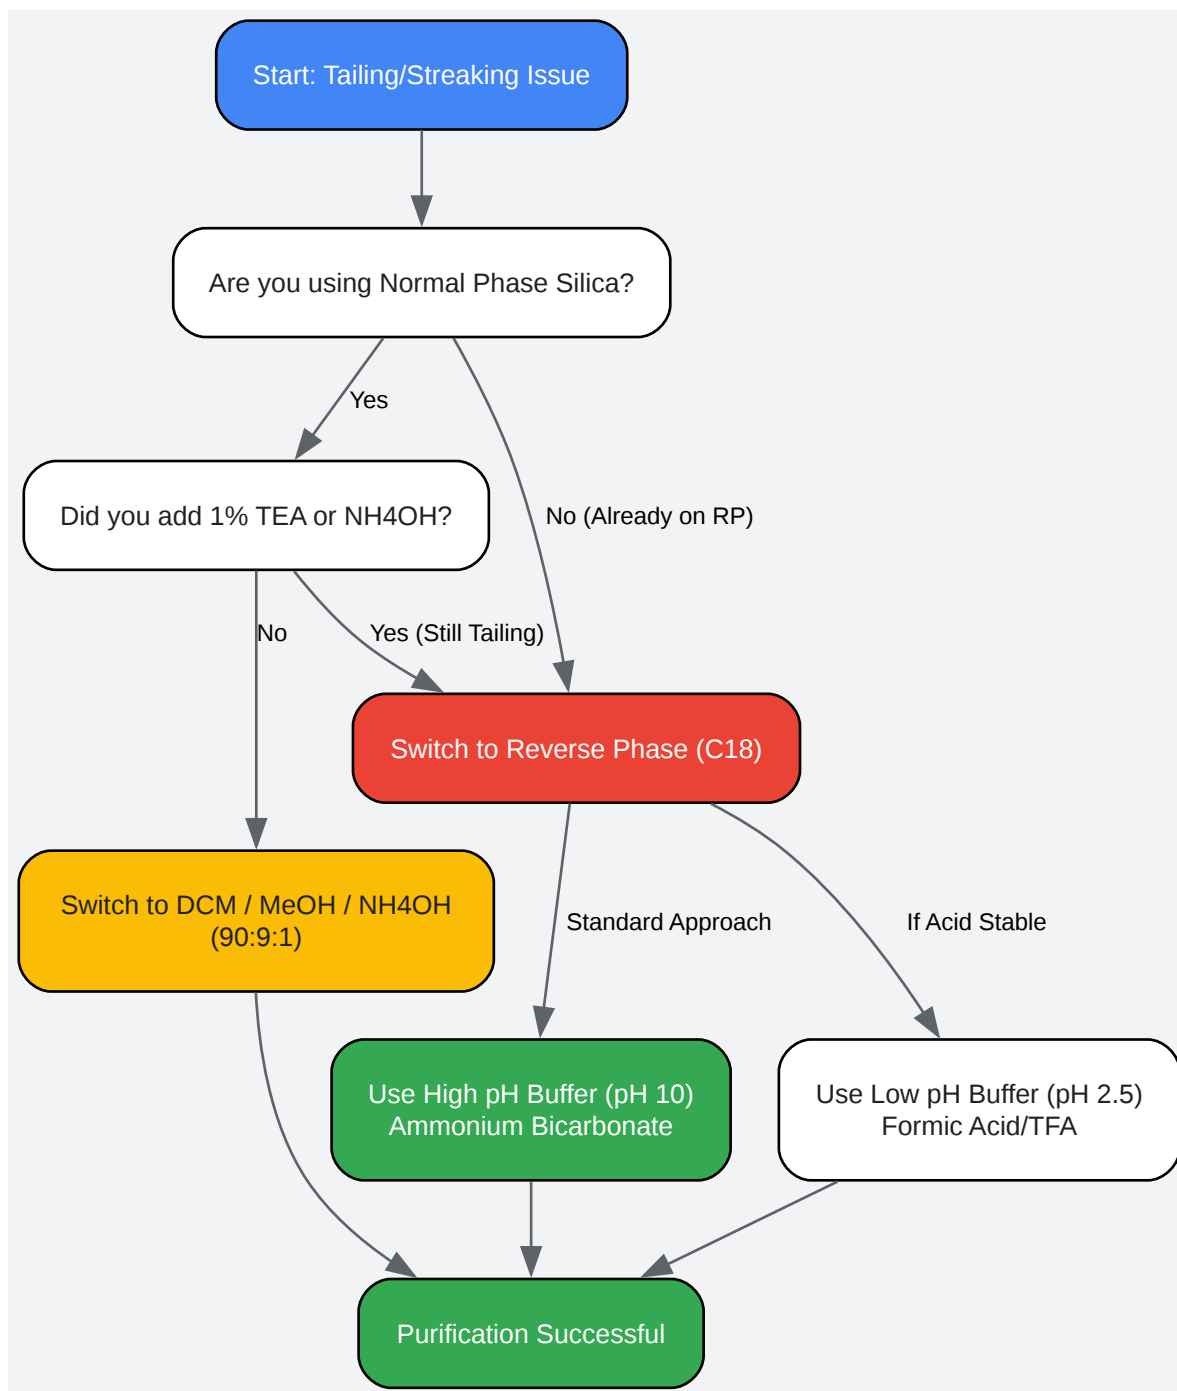 Start: Tailing/Streaking Issue
Are you using Normal Phase Silica?
Yes
Did you add 1% TEA or NH4OH?
No (Already on RP)
No
Yes (Still Tailing)
Switch to Reverse Phase (C18)
Switch to DCM / MeOH / NH4OH
(90:9:1)
Standard Approach
If Acid Stable
Use High pH Buffer (pH 10)
Ammonium Bicarbonate
Use Low pH Buffer (pH 2.5)
Formic Acid/TFA
Purification Successful